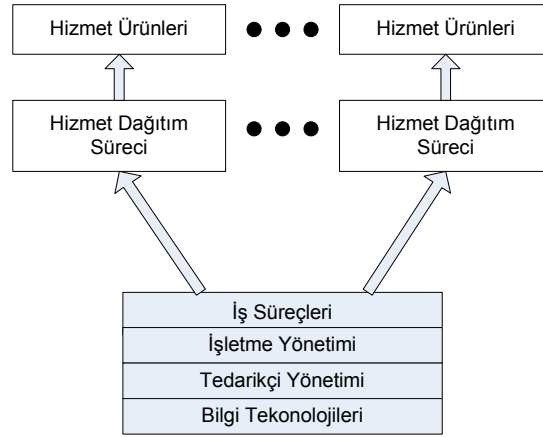 Hizmet Ürünleri
Hizmet Ürünleri
Hizmet Dağıtım
Süreci
Hizmet Dağıtım
Süreci
İş Süreçleri
İşletme Yönetimi
Tedarikçi Yönetimi
Bilgi Tekonolojileri